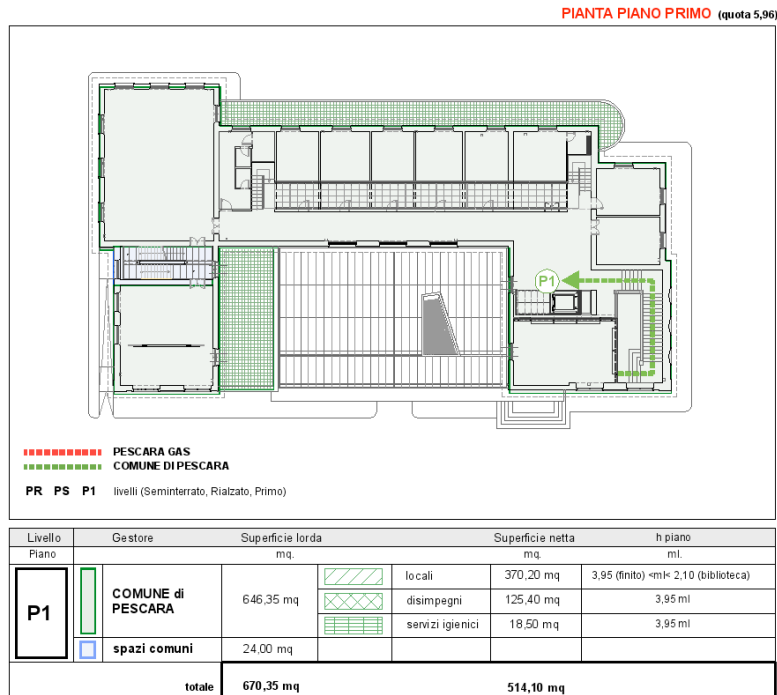 PIANTA PIANO PRIMO (quota 5,96)
P1
PESCARA GAS
COMUNE DI PESCARA
PR PS P1 livelli (Seminterrato, Rialzato, Primo)
Livello Gestore Superficie lorda Superficie netta h piano
Piano mq. mq. ml.
P1 COMUNE di PESCARA 646,35 mq locali 370,20 mq 3,95 (finito) <ml< 2,10 (biblioteca)
disimpegni 125,40 mq 3,95 ml
servizi igienici 18,50 mq 3,95 ml
spazi comuni 24,00 mq
totale 670,35 mq 514,10 mq